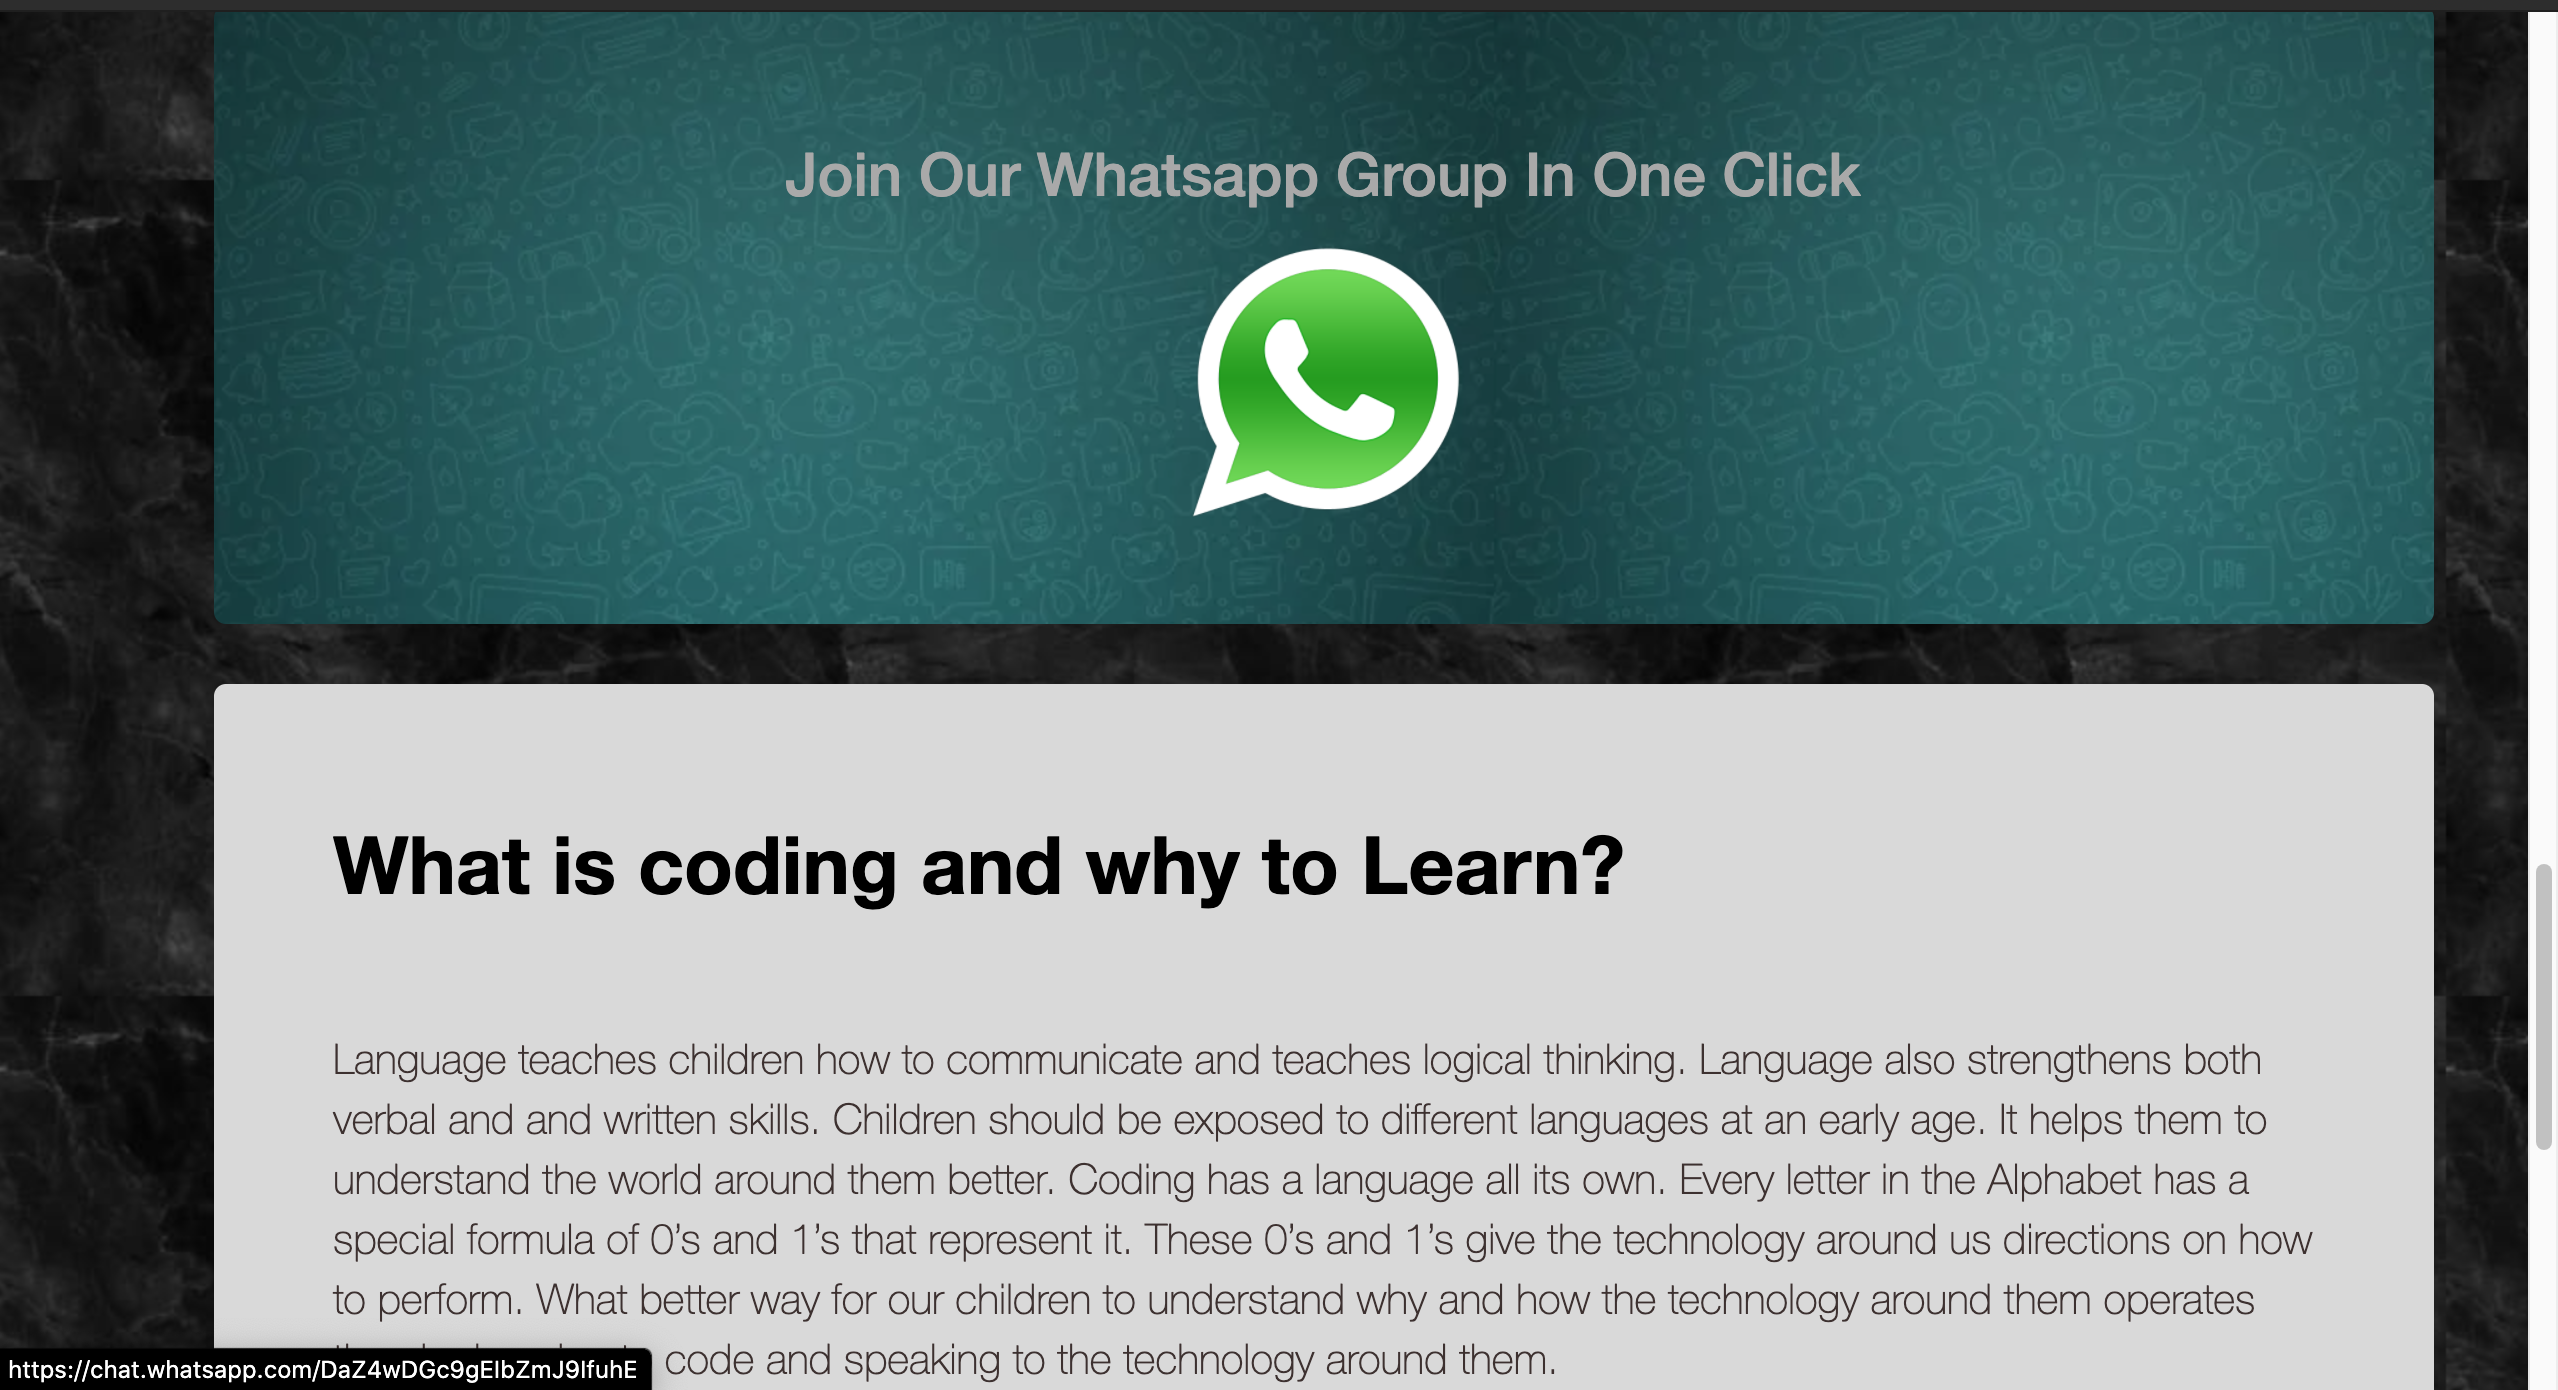 Join Our Whatsapp Group In One Click
What is coding and why to Learn?
Language teaches children how to communicate and teaches logical thinking. Language also strengthens both
verbal and and written skills. Children should be exposed to different languages at an early age. It helps them to
understand the world around them better. Coding has a language all its own. Every letter in the Alphabet has a
special formula of 0’s and 1’s that represent it. These 0’s and 1’s give the technology around us directions on how
to perform. What better way for our children to understand why and how the technology around them operates
code and speaking to the technology around them.
https://chat.whatsapp.com/DaZ4wDGc9gEIbZmJ9IfuhE